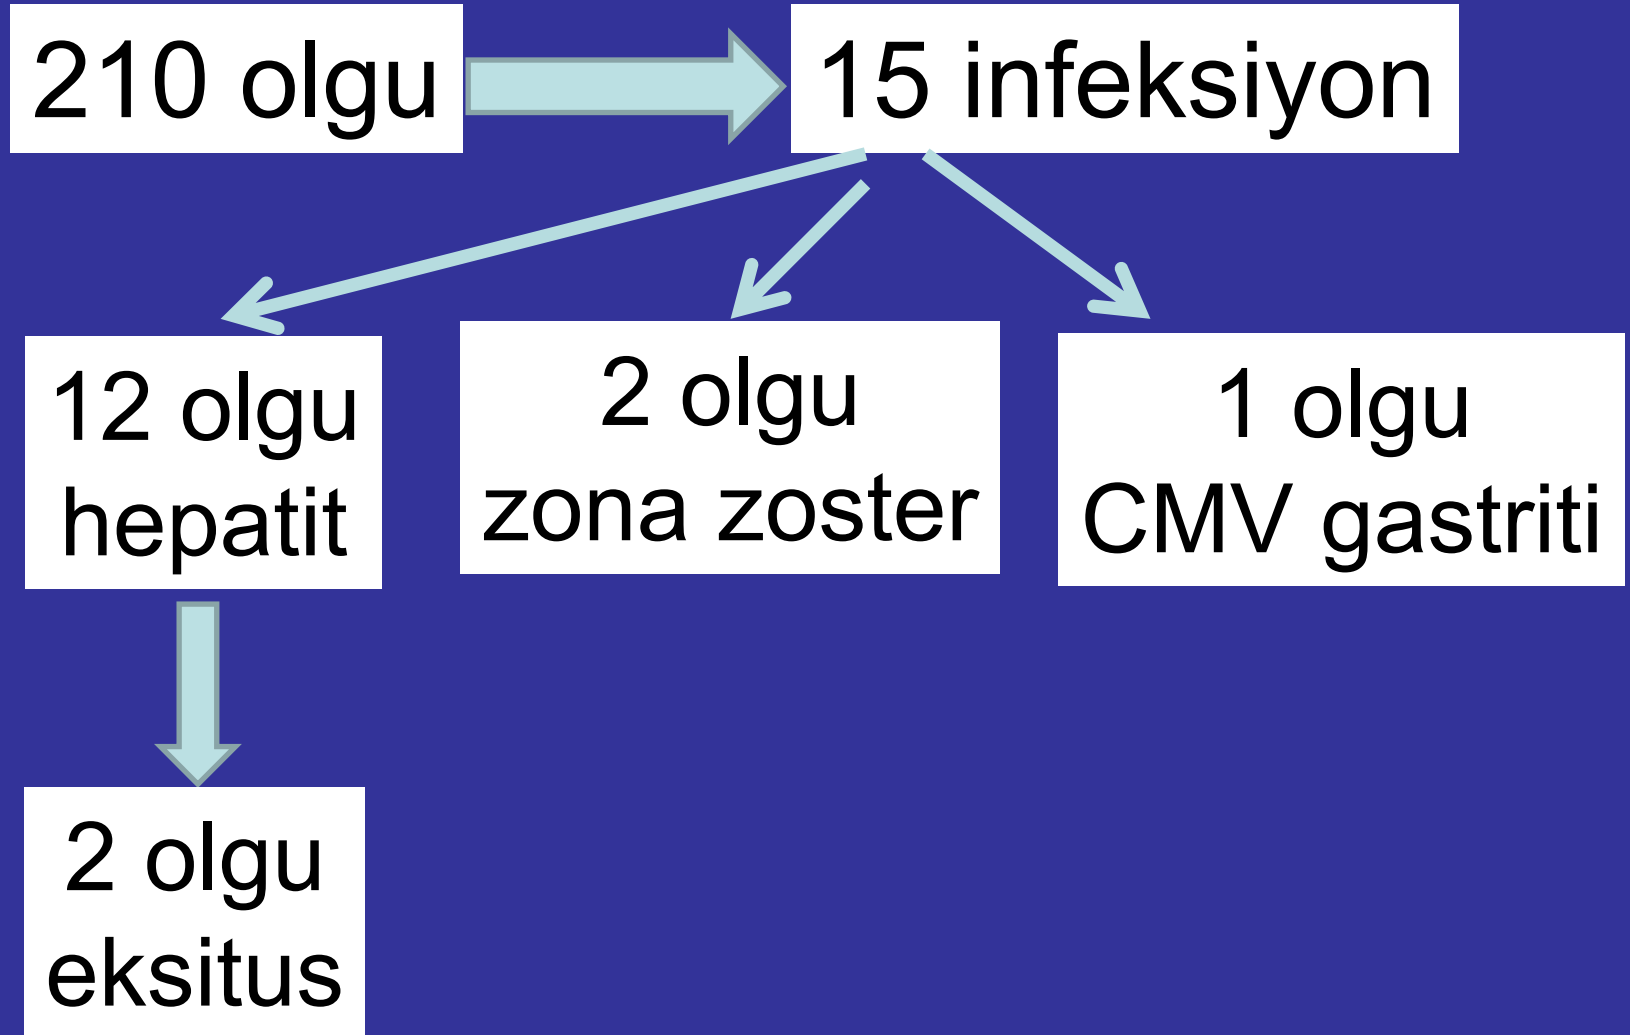 210 olgu
15 infeksiyon
12 olgu
hepatit
2 olgu
zona zoster
1 olgu
CMV gastriti
2 olgu
eksitus